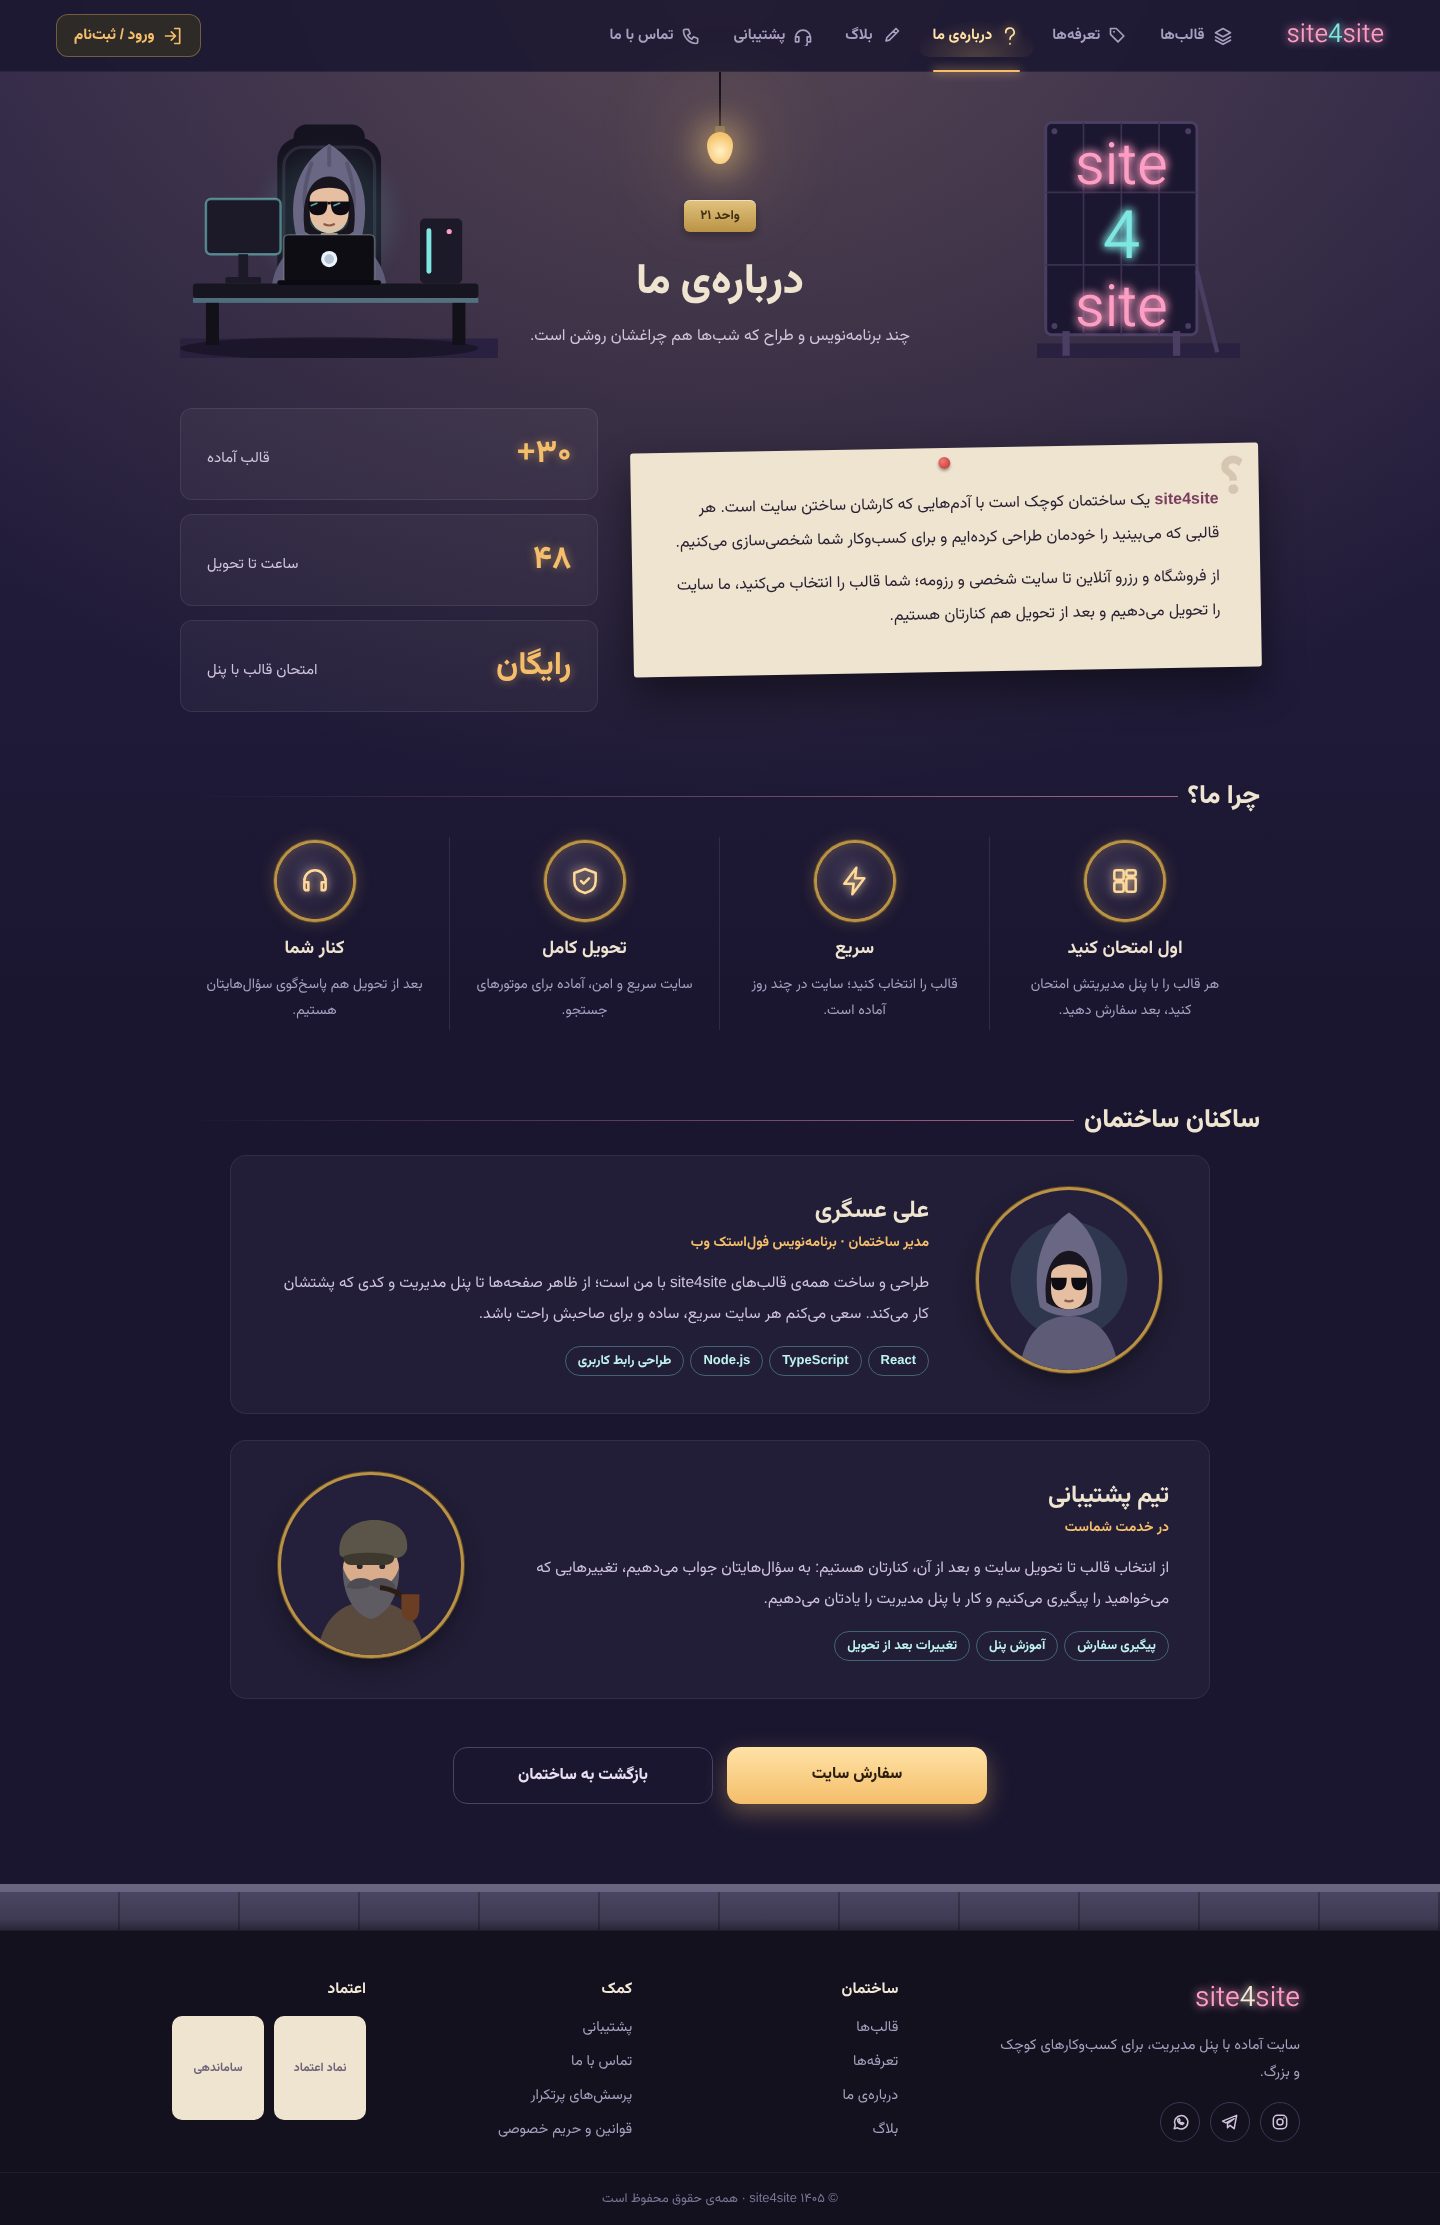 site4site
قالب‌ها
تعرفه‌ها
درباره‌ی ما
بلاگ
پشتیبانی
تماس با ما
ورود / ثبت‌نام
site
4
site
واحد ۲۱
درباره‌ی ما
چند برنامه‌نویس و طراح که شب‌ها هم چراغشان روشن است.
؟
site4site یک ساختمان کوچک است با آدم‌هایی که کارشان ساختن سایت است. هر
قالبی که می‌بینید را خودمان طراحی کرده‌ایم و برای کسب‌وکار شما شخصی‌سازی می‌کنیم.
از فروشگاه و رزرو آنلاین تا سایت شخصی و رزومه؛ شما قالب را انتخاب می‌کنید، ما سایت
را تحویل می‌دهیم و بعد از تحویل هم کنارتان هستیم.
۳۰+
قالب آماده
۴۸
ساعت تا تحویل
رایگان
امتحان قالب با پنل
چرا ما؟
اول امتحان کنید
هر قالب را با پنل مدیریتش امتحان
کنید، بعد سفارش دهید.
سریع
قالب را انتخاب کنید؛ سایت در چند روز
آماده است.
تحویل کامل
سایت سریع و امن، آماده برای موتورهای
جستجو.
کنار شما
بعد از تحویل هم پاسخ‌گوی سؤال‌هایتان
هستیم.
ساکنان ساختمان
علی عسگری
مدیر ساختمان · برنامه‌نویس فول‌استک وب
طراحی و ساخت همه‌ی قالب‌های site4site با من است؛ از ظاهر صفحه‌ها تا پنل مدیریت و کدی که پشتشان
کار می‌کند. سعی می‌کنم هر سایت سریع، ساده و برای صاحبش راحت باشد.
React
TypeScript
Node.js
طراحی رابط کاربری
تیم پشتیبانی
در خدمت شماست
از انتخاب قالب تا تحویل سایت و بعد از آن، کنارتان هستیم: به سؤال‌هایتان جواب می‌دهیم، تغییرهایی که
می‌خواهید را پیگیری می‌کنیم و کار با پنل مدیریت را یادتان می‌دهیم.
پیگیری سفارش
آموزش پنل
تغییرات بعد از تحویل
سفارش سایت
بازگشت به ساختمان
site4site
سایت آماده با پنل مدیریت، برای کسب‌وکارهای کوچک
و بزرگ.
ساختمان
قالب‌ها
تعرفه‌ها
درباره‌ی ما
بلاگ
کمک
پشتیبانی
تماس با ما
پرسش‌های پرتکرار
قوانین و حریم خصوصی
اعتماد
نماد اعتماد
ساماندهی
© ۱۴۰۵ site4site · همه‌ی حقوق محفوظ است